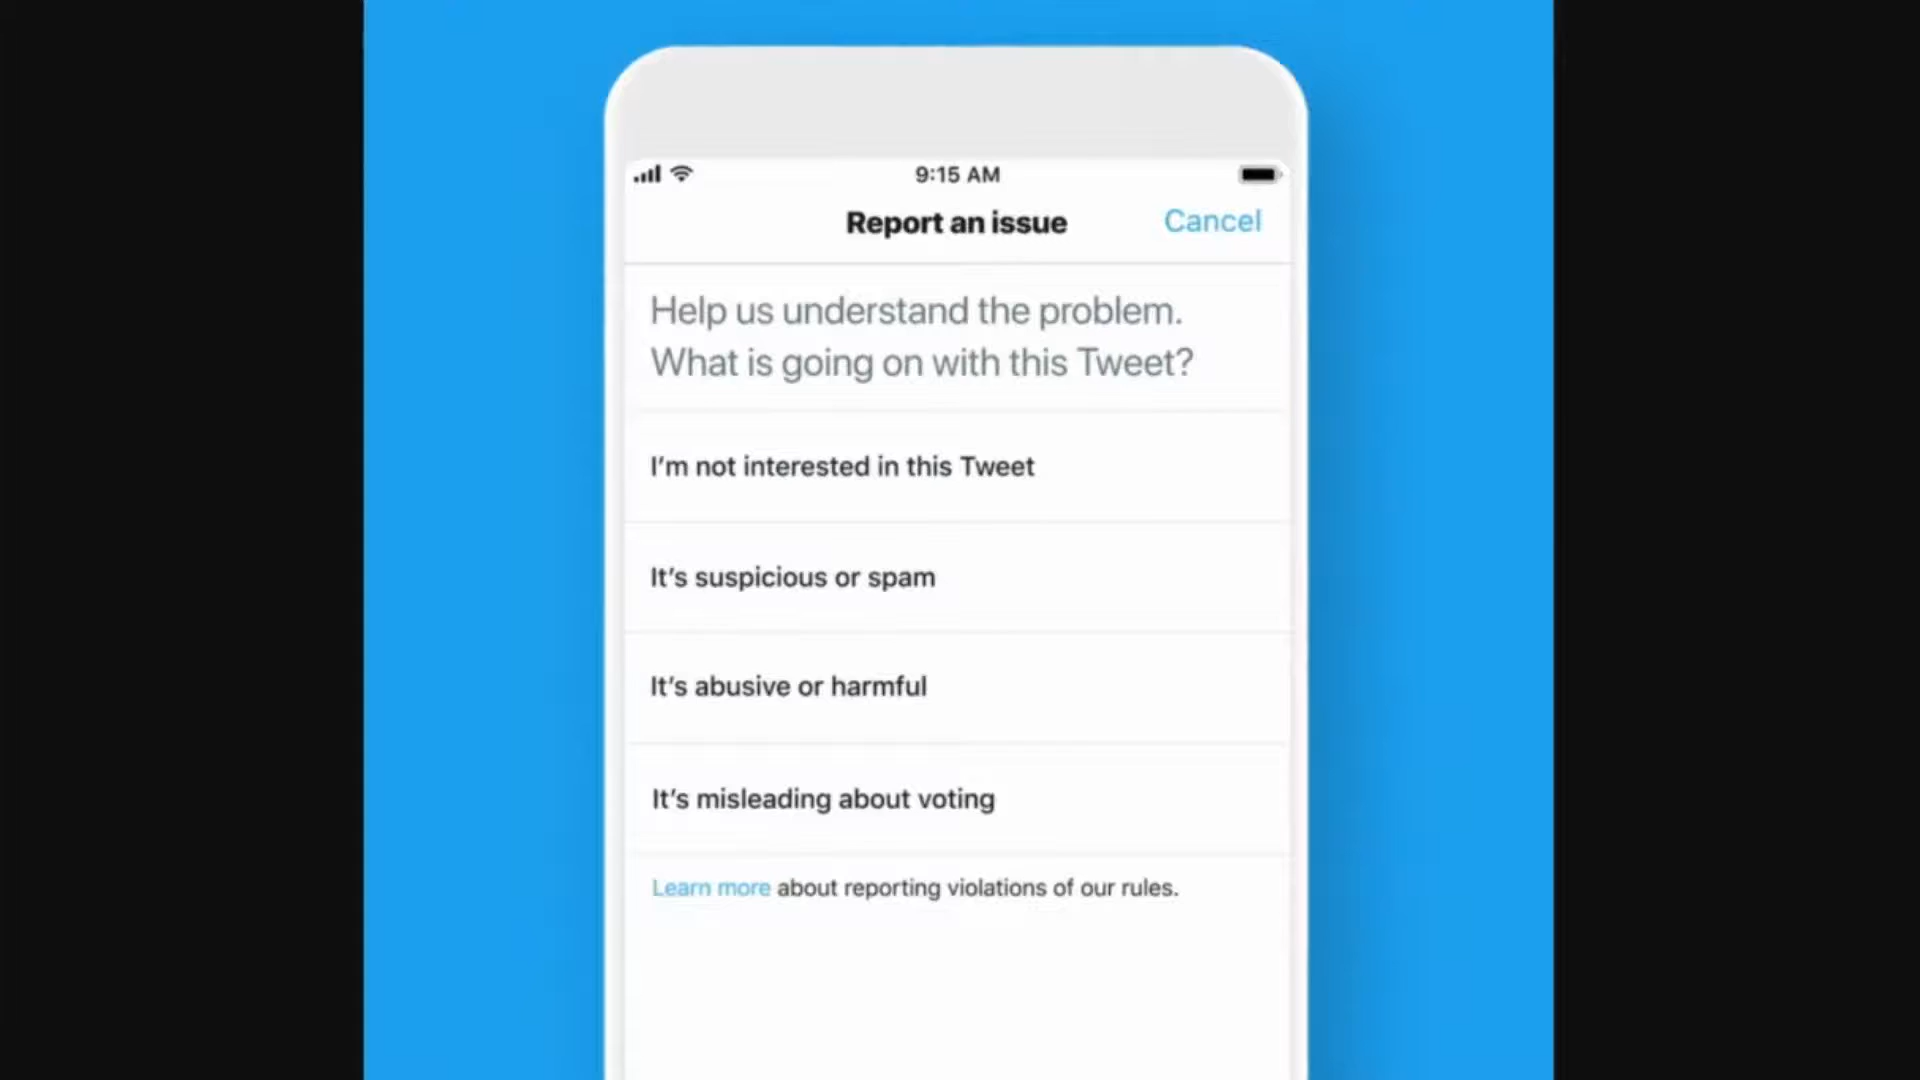 9:15 AM
Report an issue
Cancel
Help us understand the problem.
What is going on with this Tweet?
I’m not interested in this Tweet
It’s suspicious or spam
It’s abusive or harmful
It’s misleading about voting
Learn more about reporting violations of our rules.